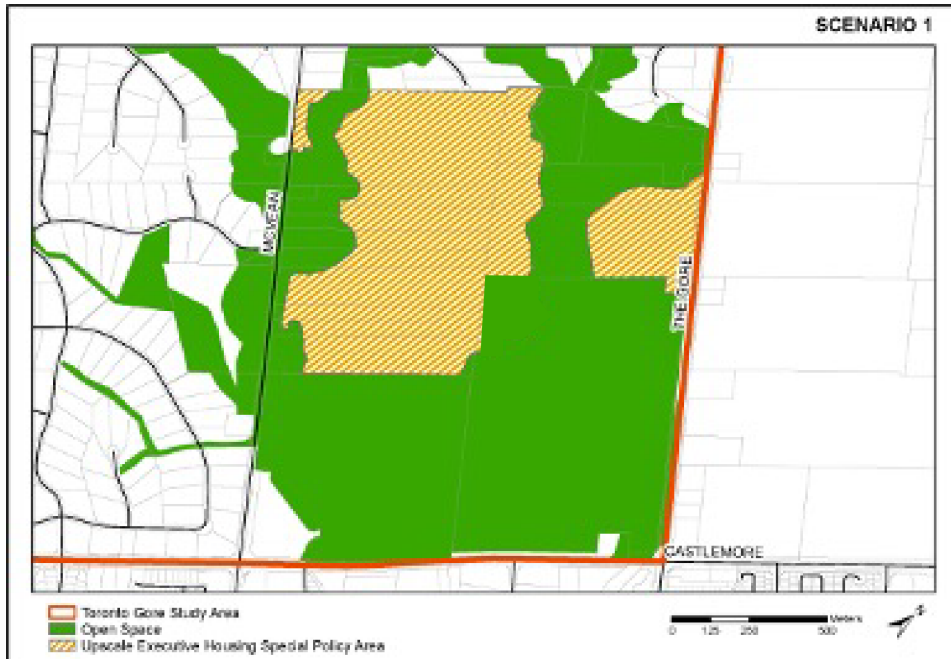 SCENARIO 1
MCVEAN
THE GORE
CASTLEMORE
Toronto Gore Study Area
Open Space
Upscale Executive Housing Special Policy Area
0 125 250 500 Meters